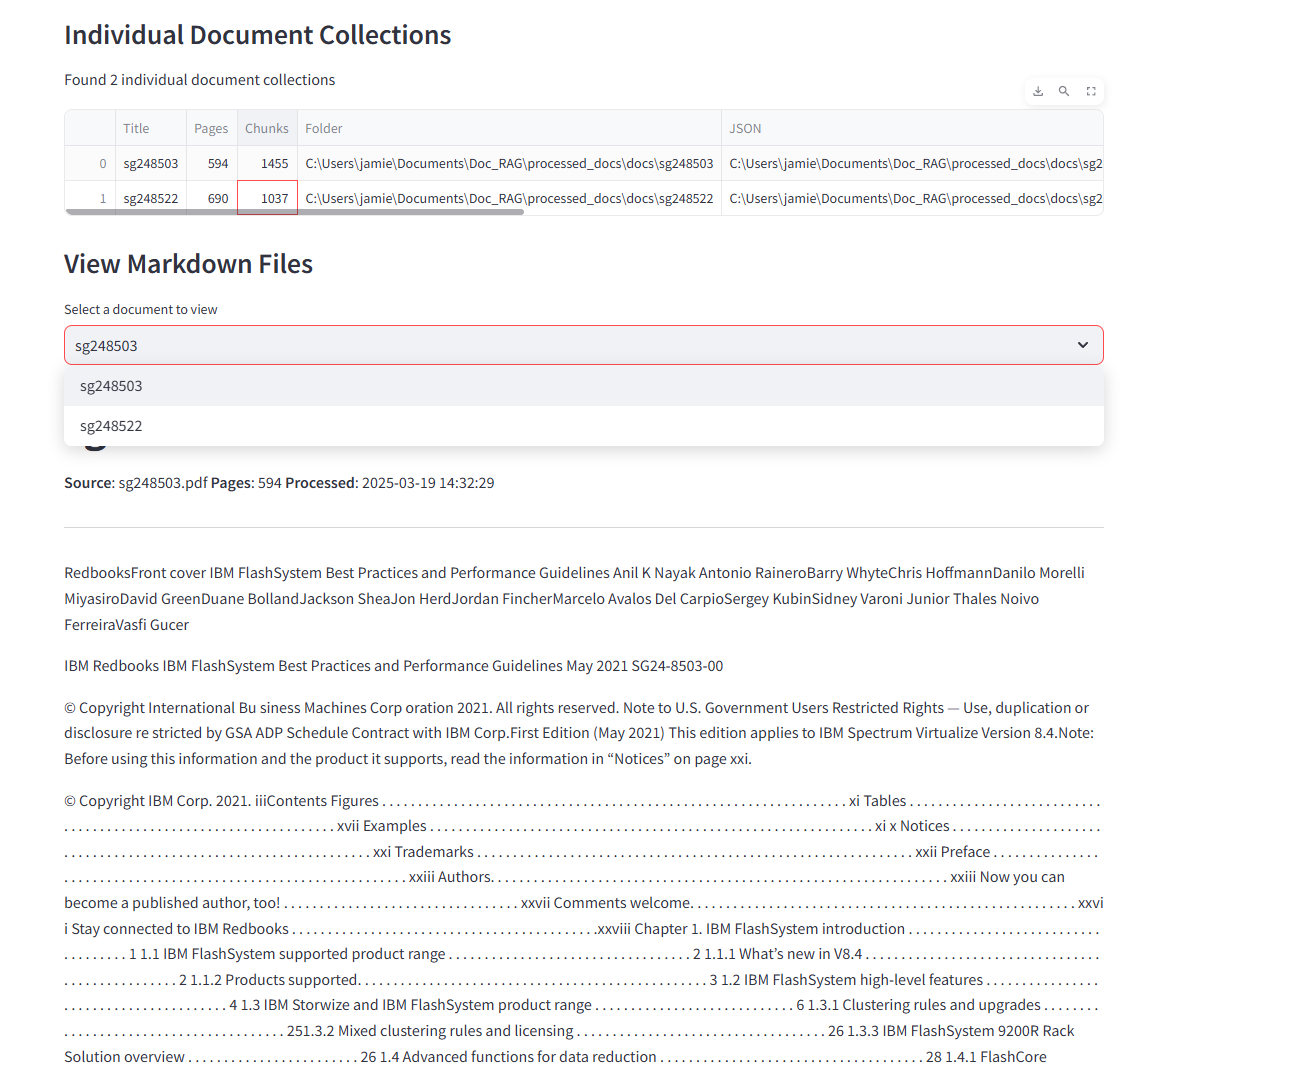 Individual Document Collections
Found 2 individual document collections
Title Pages Chunks Folder JSON
0 sg248503 594 1455 C:\Users\jamie\Documents\Doc_RAG\processed_docs\docs\sg248503 C:\Users\jamie\Documents\Doc_RAG\processed_docs\docs\sg2
1 sg248522 690 1037 C:\Users\jamie\Documents\Doc_RAG\processed_docs\docs\sg248522 C:\Users\jamie\Documents\Doc_RAG\processed_docs\docs\sg2
View Markdown Files
Select a document to view
sg248503
sg248503
sg248522
Source: sg248503.pdf Pages: 594 Processed: 2025-03-19 14:32:29
RedbooksFront cover IBM FlashSystem Best Practices and Performance Guidelines Anil K Nayak Antonio RaineroBarry WhyteChris HoffmannDanilo Morelli
MiyasiroDavid GreenDuane BollandJackson SheaJon HerdJordan FincherMarcelo Avalos Del CarpioSergey KubinSidney Varoni Junior Thales Noivo
FerreiraVasfi Gucer
IBM Redbooks IBM FlashSystem Best Practices and Performance Guidelines May 2021 SG24-8503-00
© Copyright International Bu siness Machines Corp oration 2021. All rights reserved. Note to U.S. Government Users Restricted Rights — Use, duplication or
disclosure re stricted by GSA ADP Schedule Contract with IBM Corp.First Edition (May 2021) This edition applies to IBM Spectrum Virtualize Version 8.4.Note:
Before using this information and the product it supports, read the information in “Notices” on page xxi.
© Copyright IBM Corp. 2021. iiiContents Figures . . . . . . . . . . . . . . . . . . . . . . . . . . . . . . . . . . . . . . . . . . . . . . . . . . . . . . . . . . . . xi Tables . . . . . . . . . . . . . . . . . . . . . . . . .
. . . . . . . . . . . . . . . . . . . . . . . . . . . . . . . . . . . . xvii Examples . . . . . . . . . . . . . . . . . . . . . . . . . . . . . . . . . . . . . . . . . . . . . . . . . . . . . . . . . . xi x Notices . . . . . . . . . . . . . . . . . . . .
. . . . . . . . . . . . . . . . . . . . . . . . . . . . . . . . . . . . . . . . xxi Trademarks . . . . . . . . . . . . . . . . . . . . . . . . . . . . . . . . . . . . . . . . . . . . . . . . . . . . . . . . . xxii Preface . . . . . . . . . . . . . .
. . . . . . . . . . . . . . . . . . . . . . . . . . . . . . . . . . . . . . . . . . . . . xxiii Authors. . . . . . . . . . . . . . . . . . . . . . . . . . . . . . . . . . . . . . . . . . . . . . . . . . . . . . . . . . . xxiii Now you can
become a published author, too! . . . . . . . . . . . . . . . . . . . . . . . . . . . . . . . xxvii Comments welcome. . . . . . . . . . . . . . . . . . . . . . . . . . . . . . . . . . . . . . . . . . . . . . . . . . . xxvi
i Stay connected to IBM Redbooks . . . . . . . . . . . . . . . . . . . . . . . . . . . . . . . . . . . . . . . .xxviii Chapter 1. IBM FlashSystem introduction . . . . . . . . . . . . . . . . . . . . . . . . .
. . . . . . . . . 1 1.1 IBM FlashSystem supported product range . . . . . . . . . . . . . . . . . . . . . . . . . . . . . . . . 2 1.1.1 What’s new in V8.4 . . . . . . . . . . . . . . . . . . . . . . . . . . . . . . .
. . . . . . . . . . . . . . . 2 1.1.2 Products supported. . . . . . . . . . . . . . . . . . . . . . . . . . . . . . . . . . . . . . . . . . . . . . 3 1.2 IBM FlashSystem high-level features . . . . . . . . . . . . . . .
. . . . . . . . . . . . . . . . . . . . . 4 1.3 IBM Storwize and IBM FlashSystem product range . . . . . . . . . . . . . . . . . . . . . . . . . . . 6 1.3.1 Clustering rules and upgrades . . . . . . . .
. . . . . . . . . . . . . . . . . . . . . . . . . . . . . 251.3.2 Mixed clustering rules and licensing . . . . . . . . . . . . . . . . . . . . . . . . . . . . . . . . . 26 1.3.3 IBM FlashSystem 9200R Rack
Solution overview . . . . . . . . . . . . . . . . . . . . . . . 26 1.4 Advanced functions for data reduction . . . . . . . . . . . . . . . . . . . . . . . . . . . . . . . . . . . 28 1.4.1 FlashCore